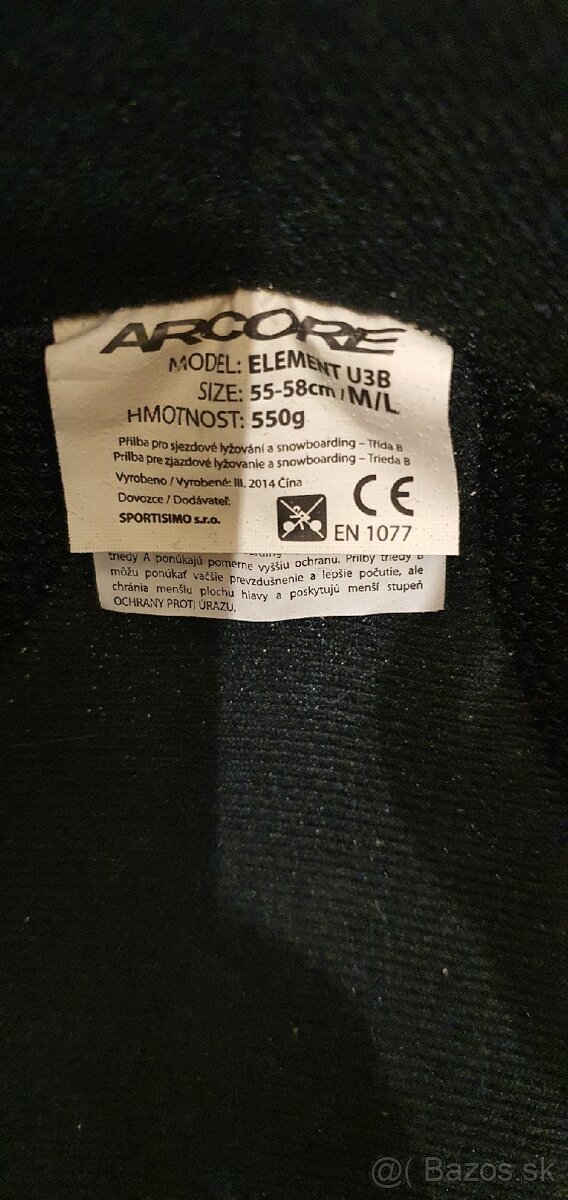 ARCORE
MODEL: ELEMENT U3B
SIZE: 55-58cm / M/L
HMOTNOST: 550g
Přilba pro sjezdové lyžování a snowboarding – Třída B
Prilba pre zjazdové lyžovanie a snowboarding – Trieda B
Vyrobeno / Vyrobené: III. 2014 Čína
Dovozce / Dodávateľ:
SPORTISIMO s.r.o.
CE
EN 1077
triedy A ponúkajú pomerne vyššiu ochranu. Prilby triedy B
môžu ponúkať väčšie prevzdušnenie a lepšie počutie, ale
chránia menšiu plochu hlavy a poskytujú menší stupeň
OCHRANY PROTI ÚRAZU.
@( Bazos.sk